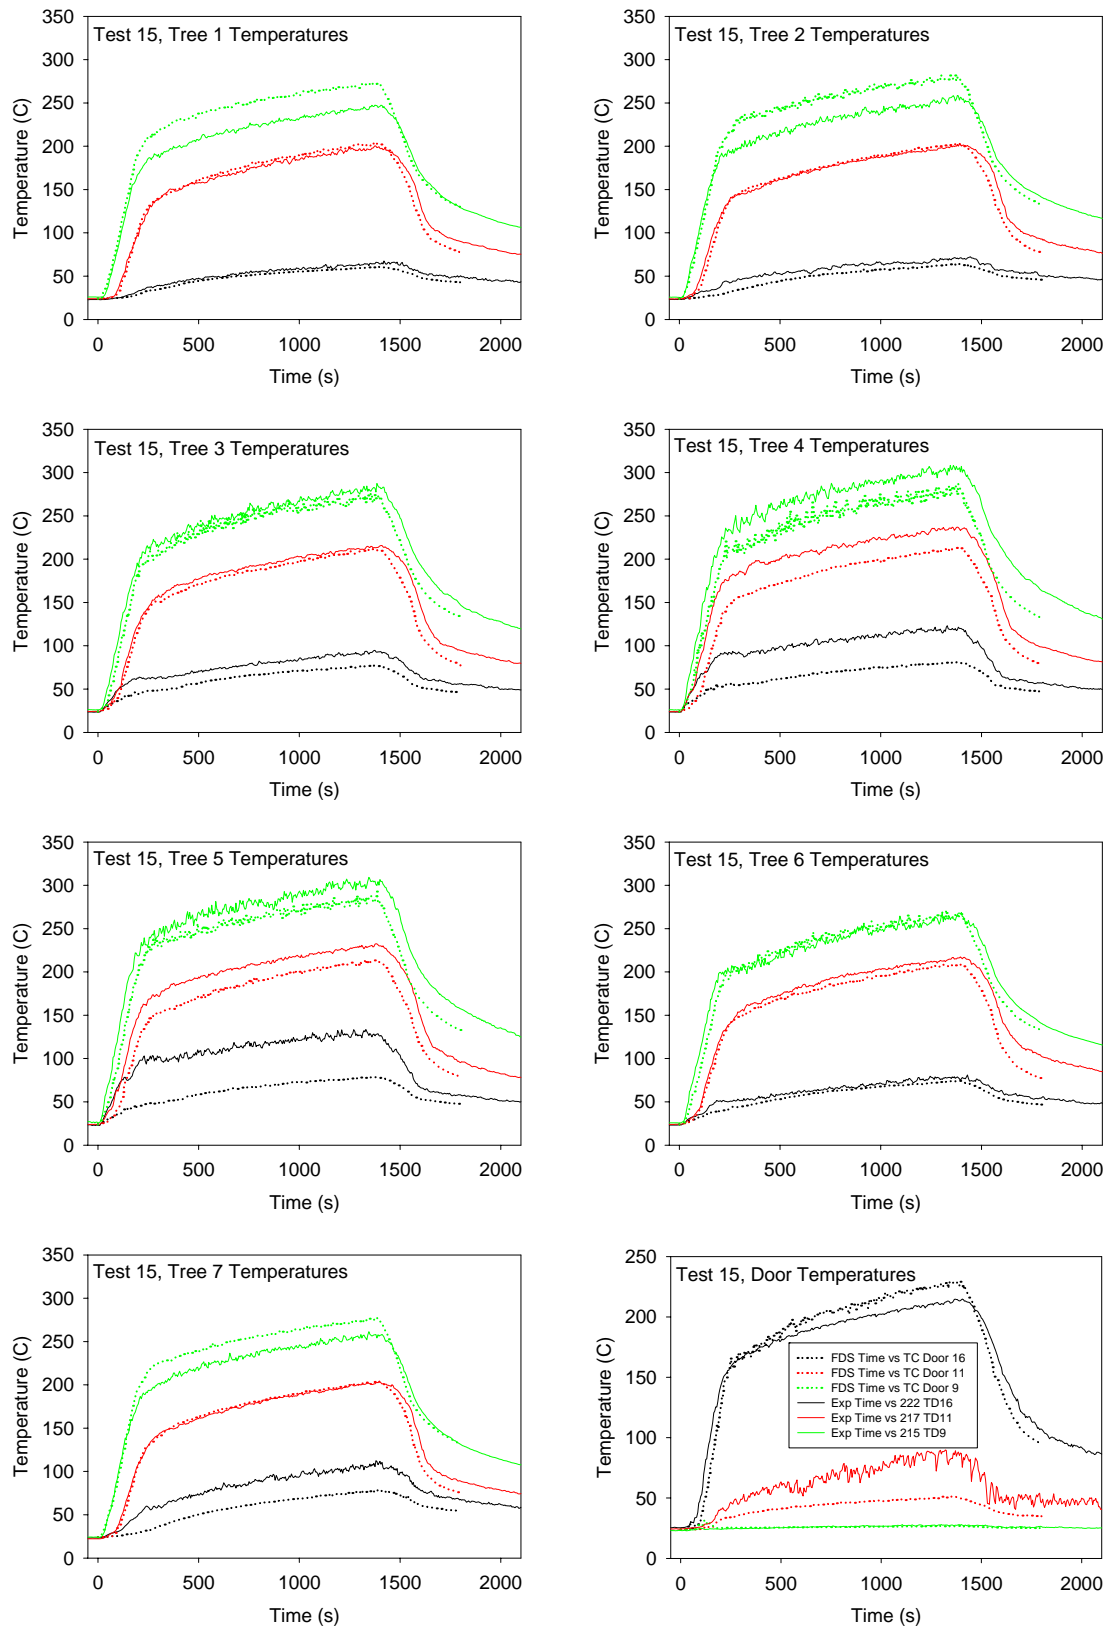 Test 15, Tree 1 Temperatures
Temperature (C)
350
300
250
200
150
100
50
0
0 500 1000 1500 2000
Time (s)
Test 15, Tree 2 Temperatures
Temperature (C)
350
300
250
200
150
100
50
0
0 500 1000 1500 2000
Time (s)
Test 15, Tree 3 Temperatures
Temperature (C)
350
300
250
200
150
100
50
0
0 500 1000 1500 2000
Time (s)
Test 15, Tree 4 Temperatures
Temperature (C)
350
300
250
200
150
100
50
0
0 500 1000 1500 2000
Time (s)
Test 15, Tree 5 Temperatures
Temperature (C)
350
300
250
200
150
100
50
0
0 500 1000 1500 2000
Time (s)
Test 15, Tree 6 Temperatures
Temperature (C)
350
300
250
200
150
100
50
0
0 500 1000 1500 2000
Time (s)
Test 15, Tree 7 Temperatures
Temperature (C)
350
300
250
200
150
100
50
0
0 500 1000 1500 2000
Time (s)
Test 15, Door Temperatures
Temperature (C)
250
200
150
100
50
0
FDS Time vs TC Door 16
FDS Time vs TC Door 11
FDS Time vs TC Door 9
Exp Time vs 222 TD16
Exp Time vs 217 TD11
Exp Time vs 215 TD9
0 500 1000 1500 2000
Time (s)